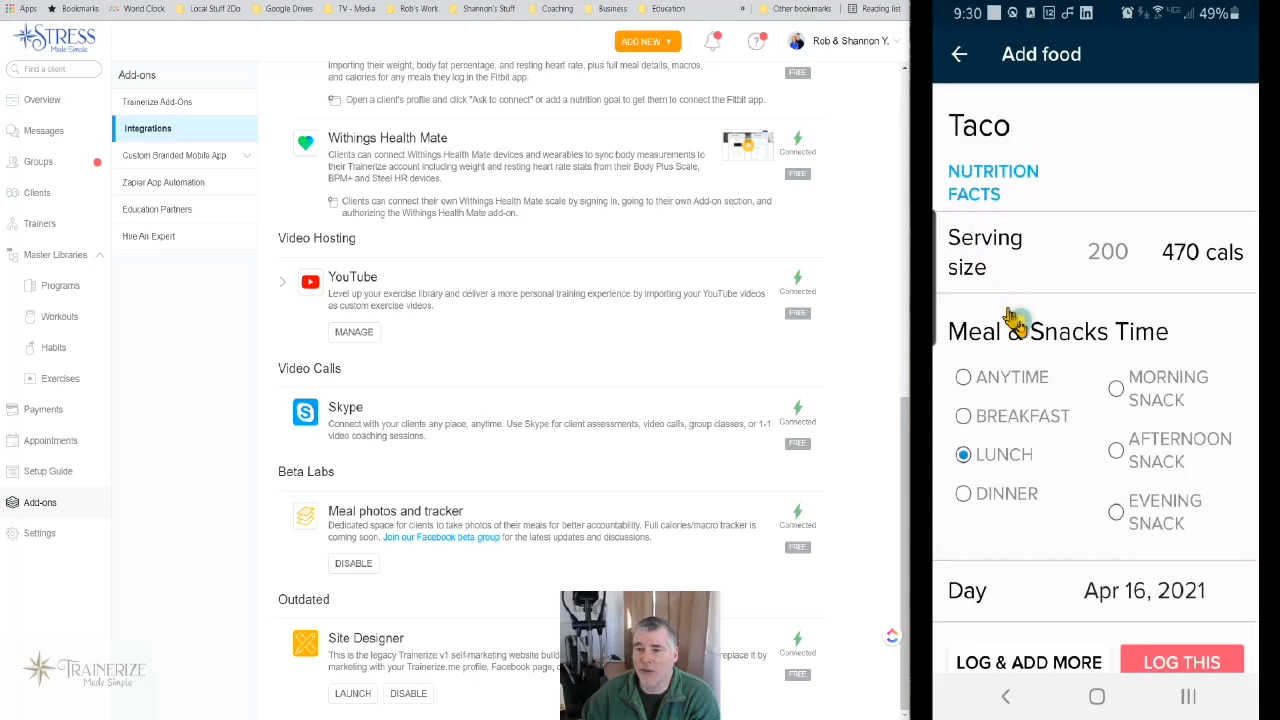 Apps
Bookmarks
World Clock
Local Stuff 2Do
Google Drives
TV - Media
Rob's Work
Shannon's Stuff
Coaching
Business
Education
»
Other bookmarks
Reading list
STRESS
Made Simple
Find a client
Overview
Messages
Groups
Clients
Trainers
Master Libraries
Programs
Workouts
Habits
Exercises
Payments
Appointments
Setup Guide
Add-ons
Settings
TRAINERIZE
Made Simple
Add-ons
Trainerize Add-Ons
Integrations
Custom Branded Mobile App
Zapier App Automation
Education Partners
Hire An Expert
ADD NEW
Rob & Shannon Y.
importing their weight, body fat percentage, and resting heart rate, plus full meal details, macros,
and calories for any meals they log in the Fitbit app.
FREE
Open a client's profile and click "Ask to connect" or add a nutrition goal to get them to connect the Fitbit app.
Withings Health Mate
Clients can connect Withings Health Mate devices and wearables to sync body measurements to
their Trainerize account including weight and resting heart rate stats from their Body Plus Scale,
BPM+ and Steel HR devices.
Connected
FREE
Clients can connect their own Withings Health Mate scale by signing in, going to their own Add-on section, and
authorizing the Withings Health Mate add-on.
Video Hosting
YouTube
Level up your exercise library and deliver a more personal training experience by importing your YouTube videos
as custom exercise videos.
Connected
FREE
MANAGE
Video Calls
Skype
Connect with your clients any place, anytime. Use Skype for client assessments, video calls, group classes, or 1-1
video coaching sessions.
Connected
FREE
Beta Labs
Meal photos and tracker
Dedicated space for clients to take photos of their meals for better accountability. Full calories/macro tracker is
coming soon. Join our Facebook beta group for the latest updates and discussions.
Connected
FREE
DISABLE
Outdated
Site Designer
This is the legacy Trainerize v1 self-marketing website build
replace it by
marketing with your Trainerize.me profile, Facebook page,
Connected
FREE
LAUNCH
DISABLE
9:30
49%
Add food
Taco
NUTRITION
FACTS
Serving
size
200
470 cals
Meal & Snacks Time
ANYTIME
BREAKFAST
LUNCH
DINNER
MORNING
SNACK
AFTERNOON
SNACK
EVENING
SNACK
Day
Apr 16, 2021
LOG & ADD MORE
LOG THIS